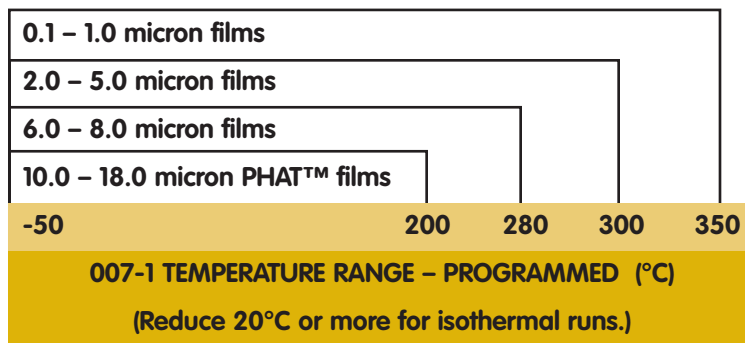 0.1 – 1.0 micron films
2.0 – 5.0 micron films
6.0 – 8.0 micron films
10.0 – 18.0 micron PHAT™ films
-50 200 280 300 350
007-1 TEMPERATURE RANGE – PROGRAMMED (°C)
(Reduce 20°C or more for isothermal runs.)